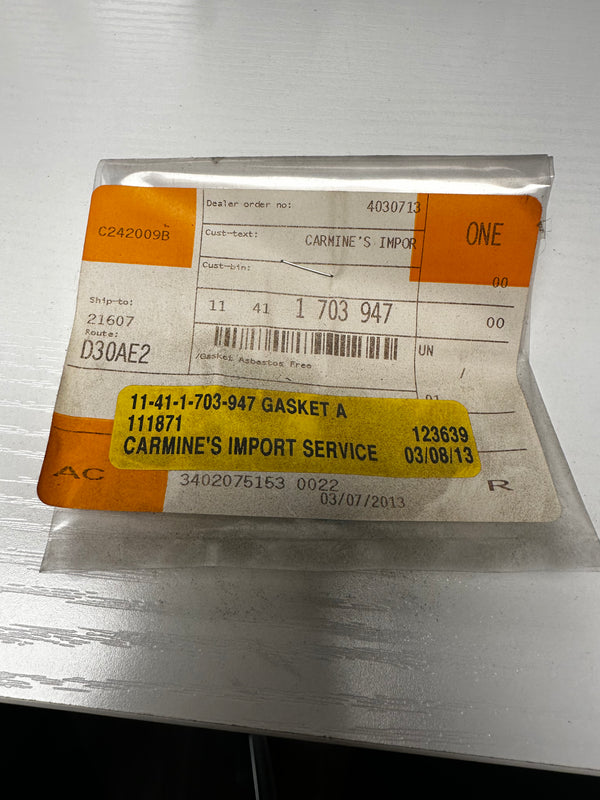 Dealer order no: 4030713
C242009B
Cust-text: CARMINE'S IMPOR
ONE
Cust-bin:
00
Ship-to:
21607
11 41 1 703 947
00
Route:
D30AE2
UN
/Gasket Asbestos Free
/
11-41-1-703-947 GASKET A
111871 123639
CARMINE'S IMPORT SERVICE 03/08/13
AC
3402075153 0022
R
03/07/2013